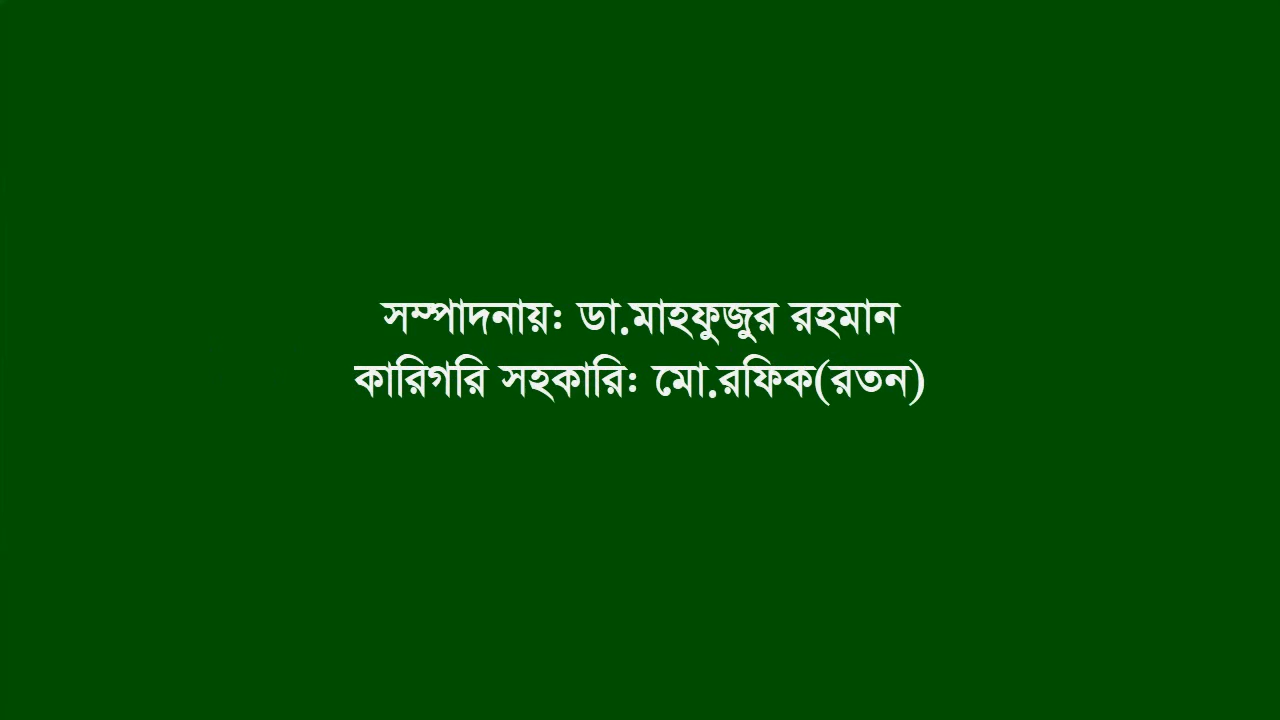 সম্পাদনায়ঃ ডা.মাহফুজুর রহমান
কারিগরি সহকারিঃ মো.রফিক(রতন)